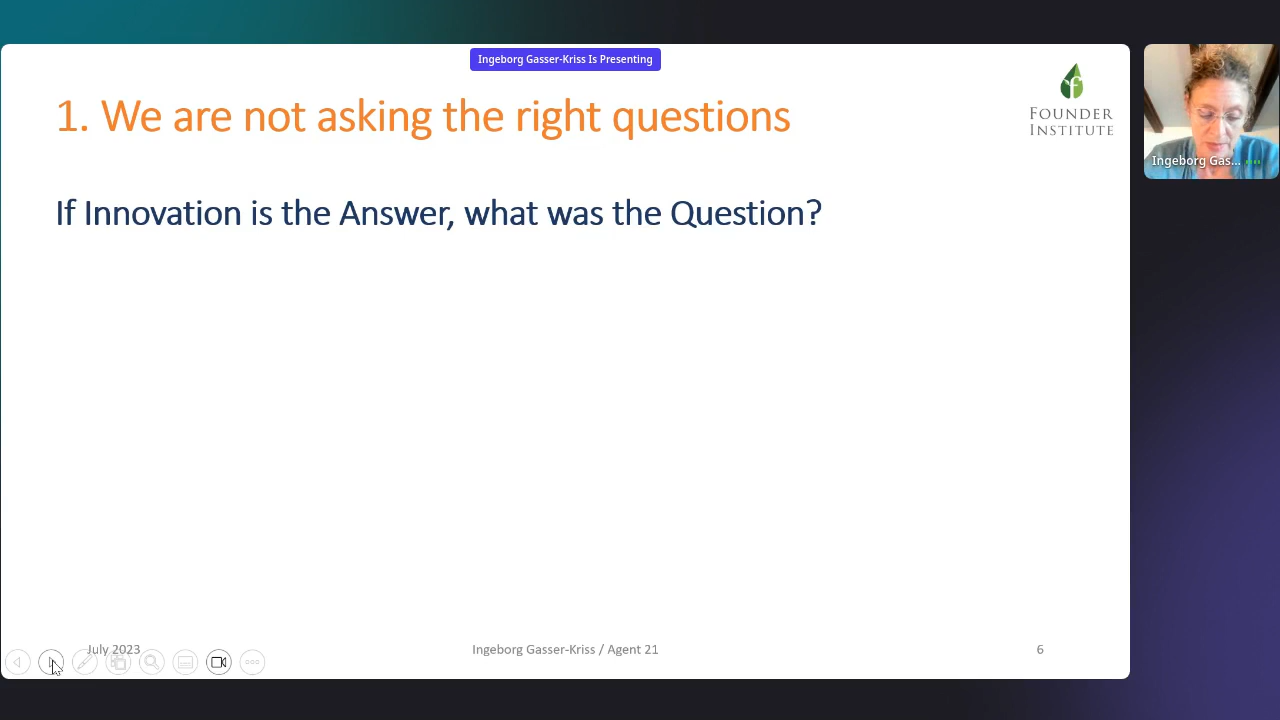 Ingeborg Gasser-Kriss Is Presenting
1. We are not asking the right questions
FOUNDER
INSTITUTE
Ingeborg Gas...
If Innovation is the Answer, what was the Question?
July 2023
Ingeborg Gasser-Kriss / Agent 21
6